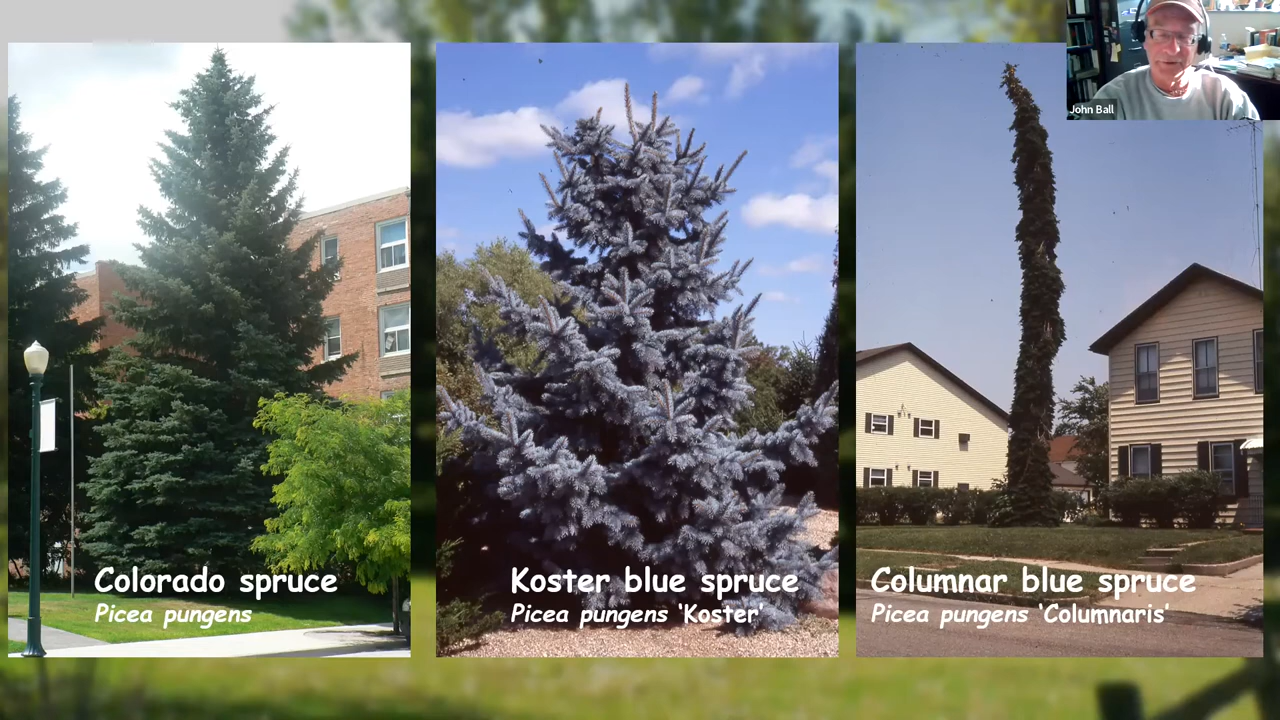 John Ball
Colorado spruce
Picea pungens
Koster blue spruce
Picea pungens ‘Koster’
Columnar blue spruce
Picea pungens ‘Columnaris’